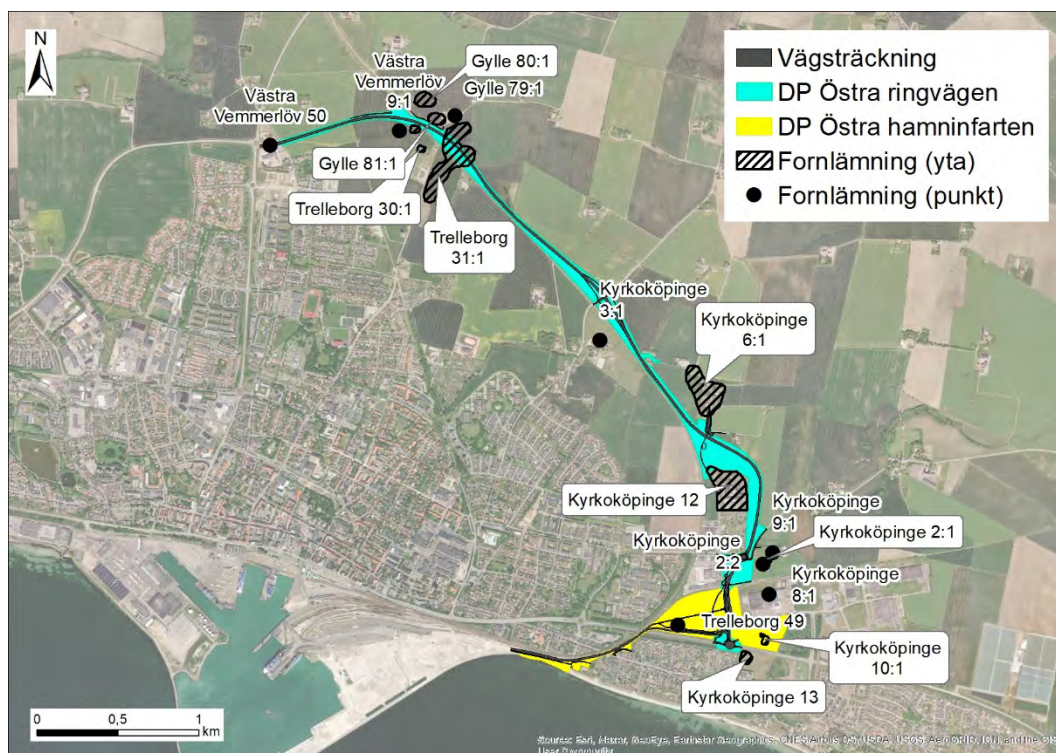 N
Vägsträckning
DP Östra ringvägen
DP Östra hamninfarten
Fornlämning (yta)
Fornlämning (punkt)
Västra
Vemmerlöv 50
Västra
Vemmerlöv
9:1
Gylle 80:1
Gylle 79:1
Gylle 81:1
Trelleborg 30:1
Trelleborg
31:1
Kyrkoköpinge
3:1
Kyrkoköpinge
6:1
Kyrkoköpinge 12
Kyrkoköpinge
9:1
Kyrkoköpinge 2:1
Kyrkoköpinge
2:2
Kyrkoköpinge
8:1
Trelleborg 49
Kyrkoköpinge
10:1
Kyrkoköpinge 13
0 0,5 1
km
Source: Esri, Maxar, GeoEye, Earthstar Geographics, CNES/Airbus DS, USDA, USGS, AeroGRID, IGN, and the GIS
User Community